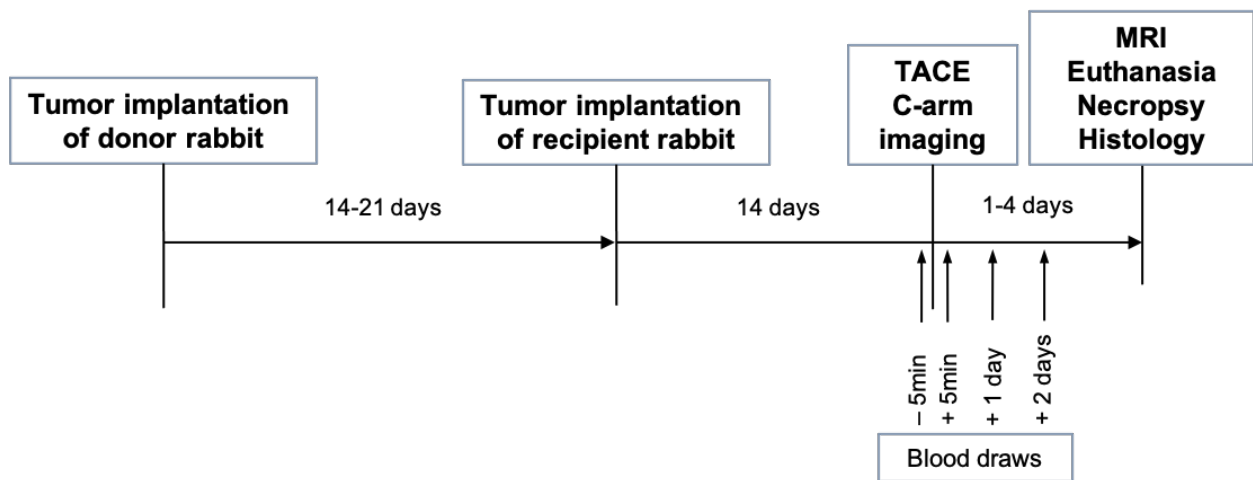 Tumor implantation
of donor rabbit
Tumor implantation
of recipient rabbit
TACE
C-arm
imaging
MRI
Euthanasia
Necropsy
Histology
14-21 days
14 days
1-4 days
– 5min
+ 5min
+ 1 day
+ 2 days
Blood draws